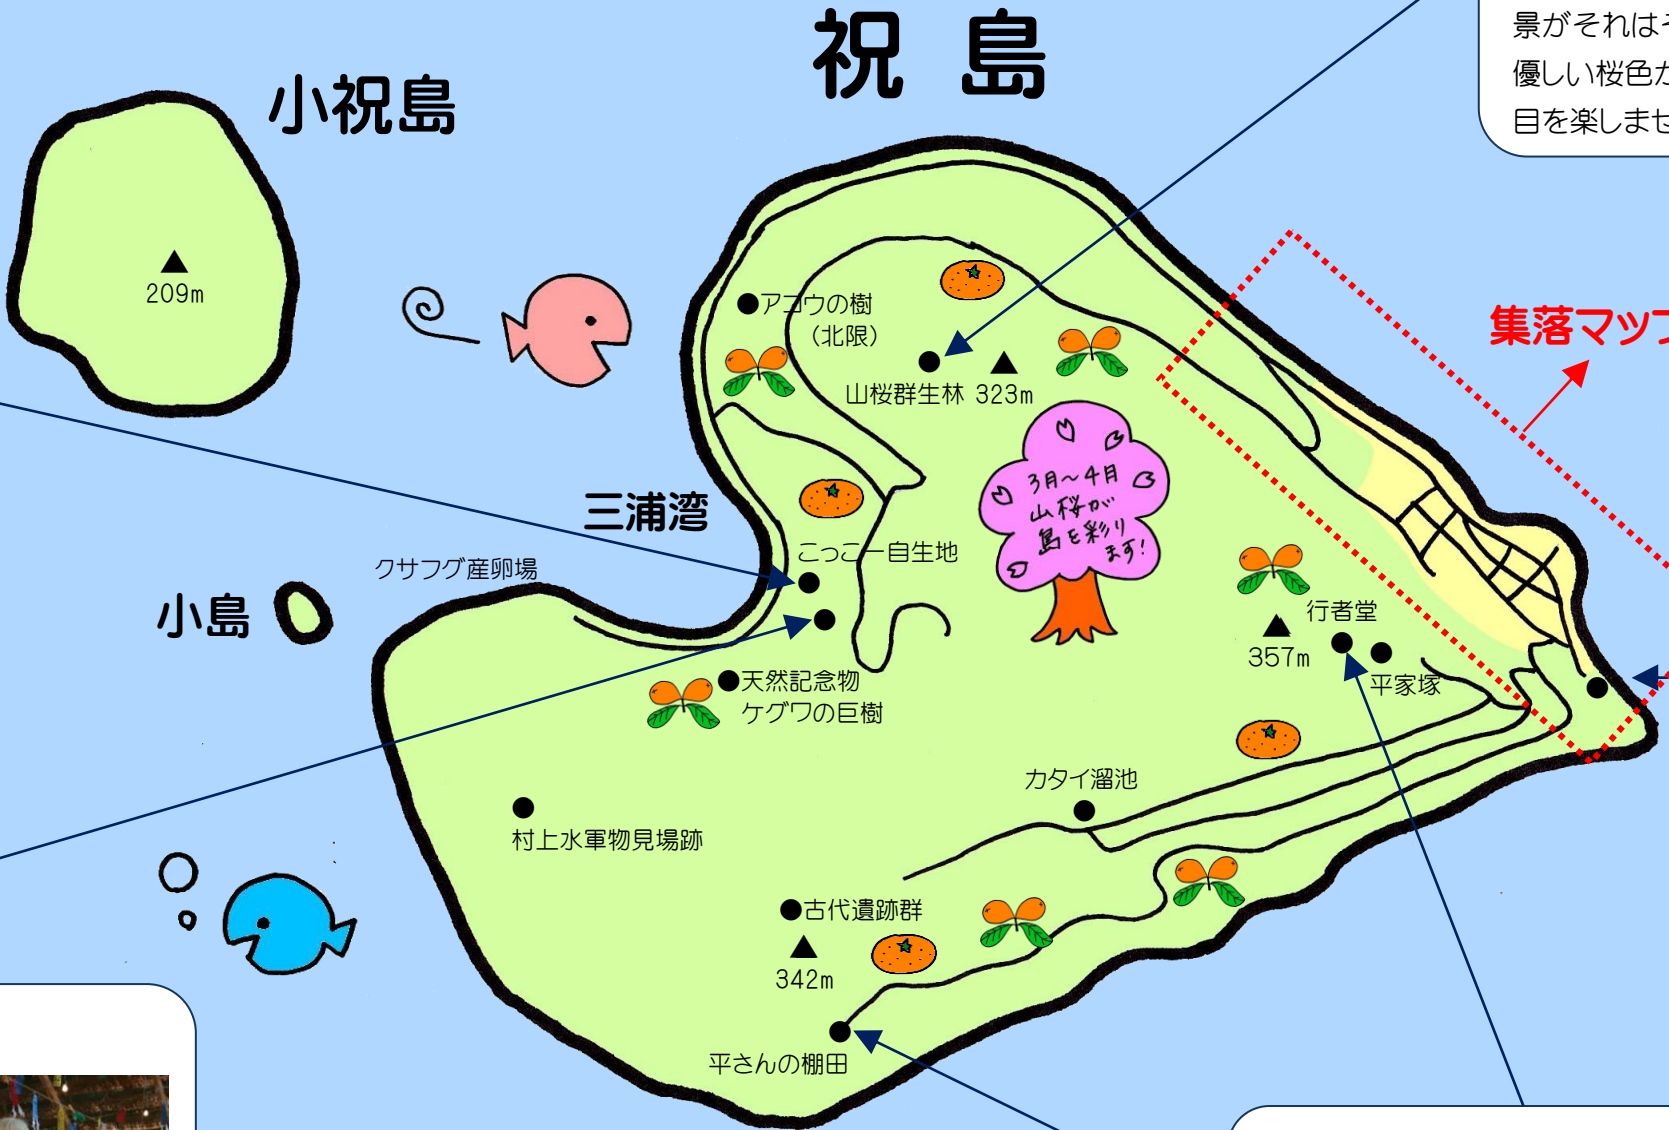 祝 島
小祝島
209m
景がそれは
優しい桜色
目を楽しませ
アコウの樹
(北限)
山桜群生林 323m
集落マップ
3月〜4月
山桜が
島を彩り
ます!
三浦湾
こっこー自生地
クサフグ産卵場
小島
行者堂
357m
平家塚
天然記念物
ケグワの巨樹
カタイ溜池
村上水軍物見場跡
古代遺跡群
342m
平さんの棚田